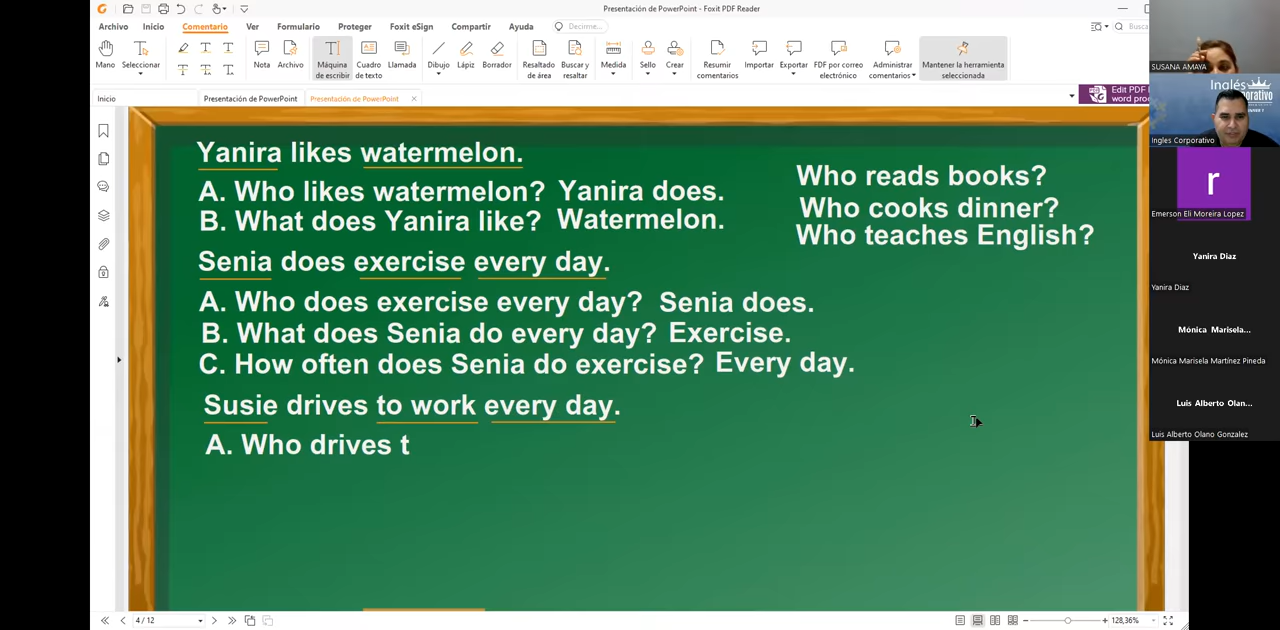 Presentación de PowerPoint - Foxit PDF Reader
Archivo Inicio Comentario Ver Formulario Proteger Foxit eSign Compartir Ayuda Decirme...
Mano Seleccionar Nota Archivo Máquina de escribir Cuadro de texto Llamada Dibujo Lápiz Borrador Resaltado de área Buscar y resaltar Medida Sello Crear Resumir comentarios Importar Exportar PDF por correo electrónico Administrar comentarios Mantener la herramienta seleccionada
Inicio Presentación de PowerPoint Presentación de PowerPoint Edit PDF
word
Yanira likes watermelon.
A. Who likes watermelon? Yanira does.
B. What does Yanira like? Watermelon.
Senia does exercise every day.
A. Who does exercise every day? Senia does.
B. What does Senia do every day? Exercise.
C. How often does Senia do exercise? Every day.
Susie drives to work every day.
A. Who drives t
Who reads books?
Who cooks dinner?
Who teaches English?
SUSANA AMAYA
Inglés
Ingles Corporativo
r
Emerson Eli Moreira Lopez
Yanira Diaz
Yanira Diaz
Mónica Marisela...
Mónica Marisela Martínez Pineda
Luis Alberto Olan...
Luis Alberto Olano Gonzalez
4 / 12
128,36%